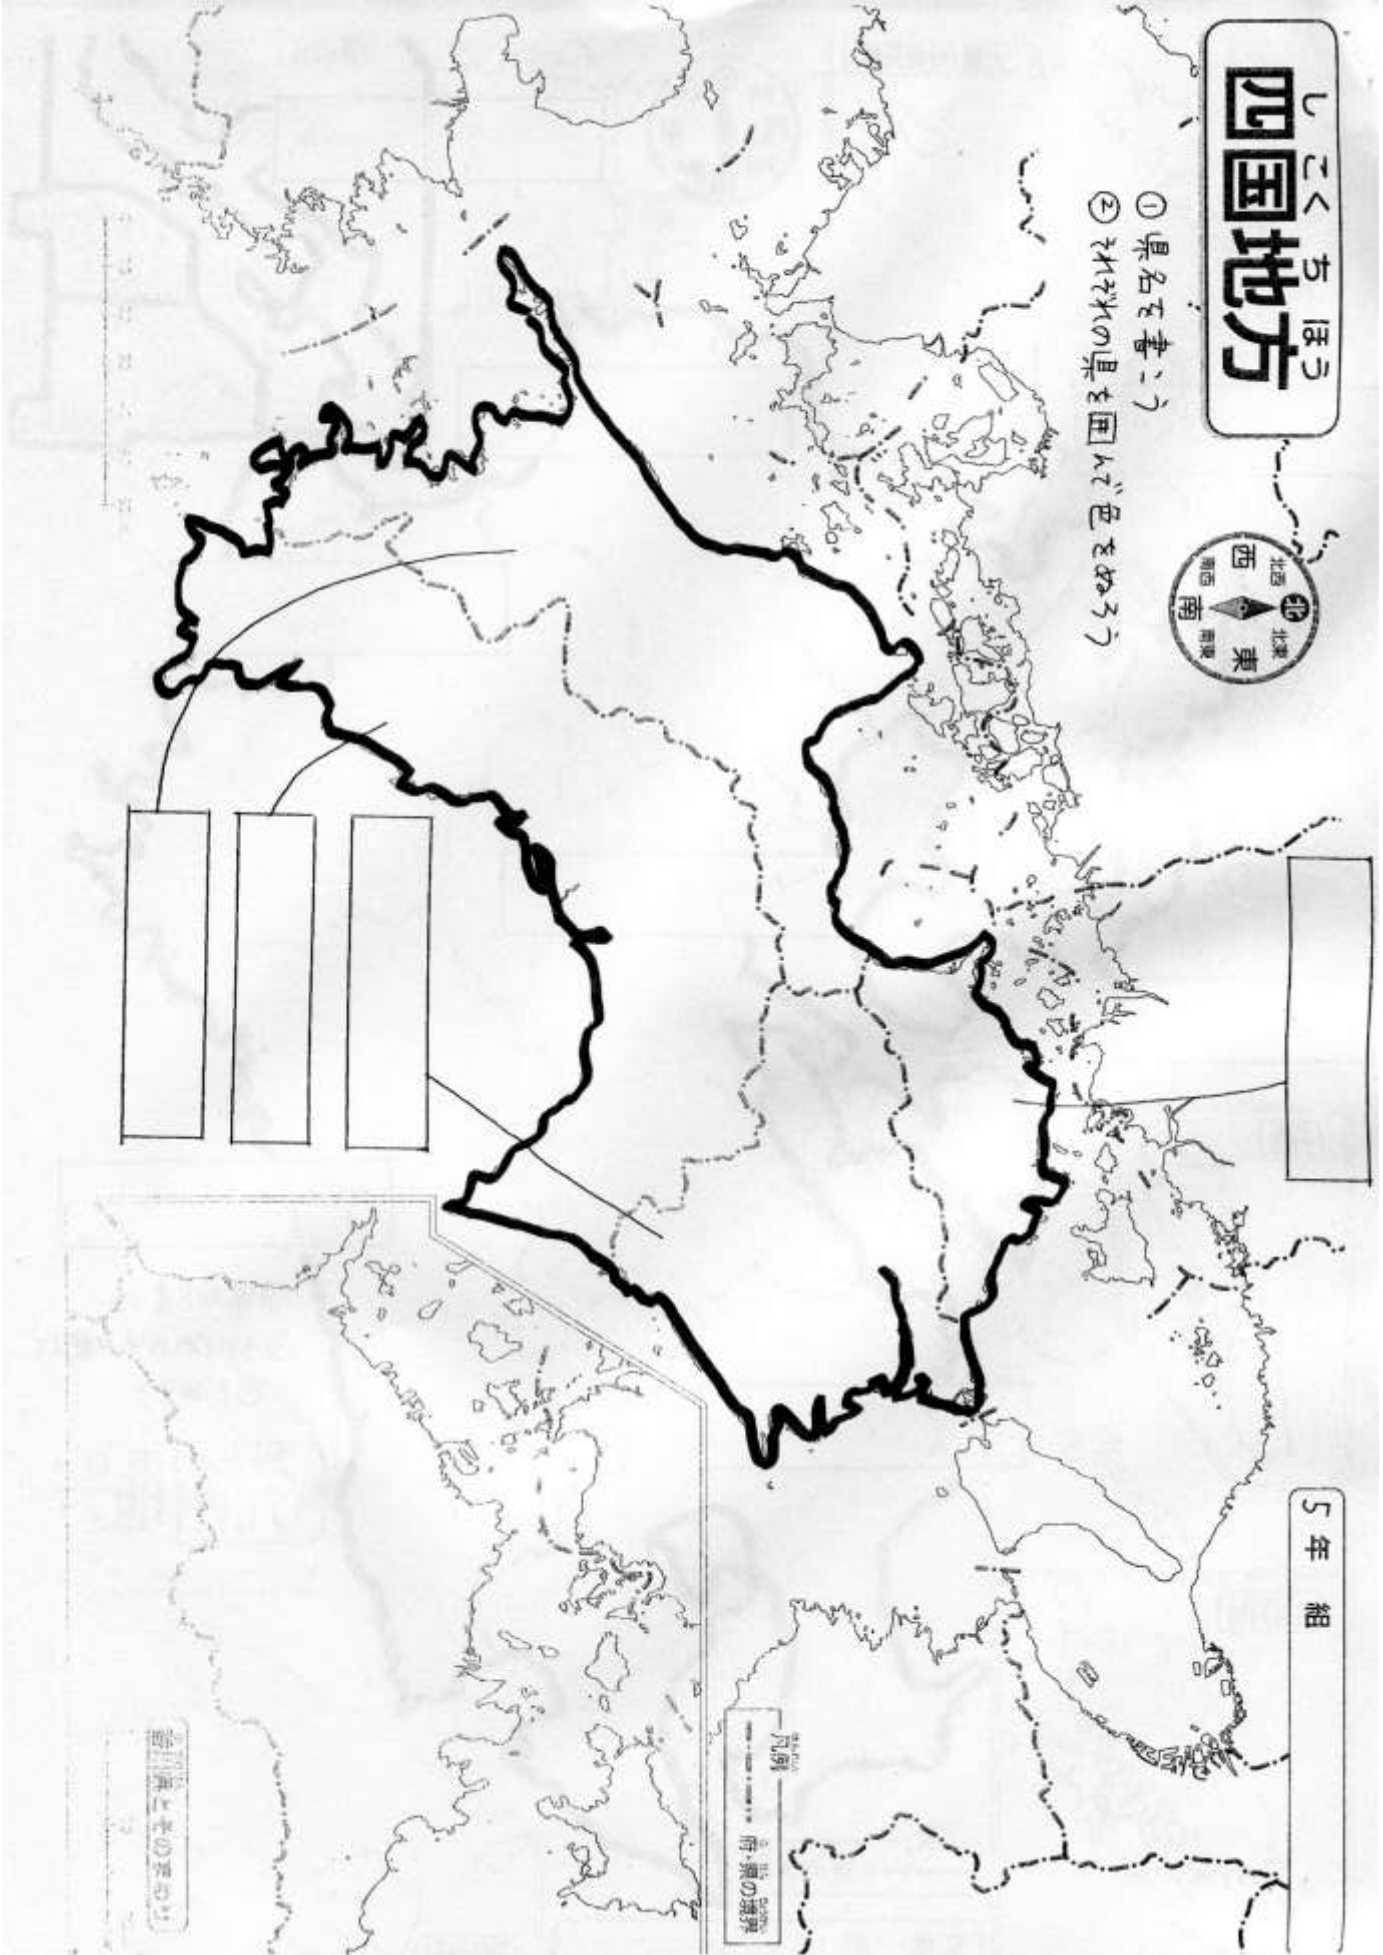 しこくちほう
四国地方
① 県名を書こう
② それぞれの県を囲んで色をぬろう
北
北東
東
南東
南
南西
西
北西
5年 組
凡例
府・県の境界